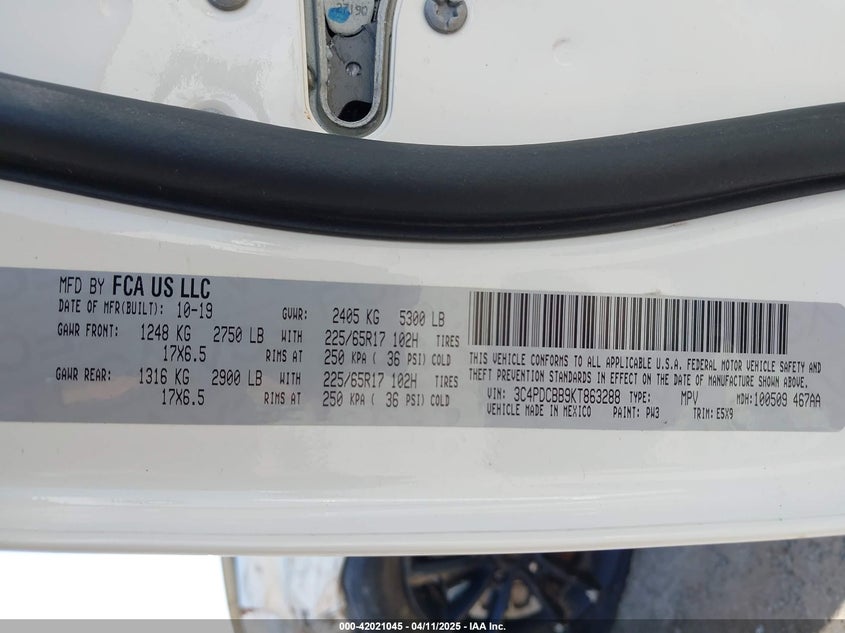 27190
MFD BY FCA US LLC
DATE OF MFR(BUILT): 10-19 GVWR: 2405 KG 5300 LB
GAWR FRONT: 1248 KG 2750 LB WITH 225/65R17 102H TIRES
17X6.5 RIMS AT 250 KPA ( 36 PSI) COLD
GAWR REAR: 1316 KG 2900 LB WITH 225/65R17 102H TIRES
17X6.5 RIMS AT 250 KPA ( 36 PSI) COLD
THIS VEHICLE CONFORMS TO ALL APPLICABLE U.S.A. FEDERAL MOTOR VEHICLE SAFETY AND
THEFT PREVENTION STANDARDS IN EFFECT ON THE DATE OF MANUFACTURE SHOWN ABOVE.
VIN: 3C4PDCBB9KT863288 TYPE: MPV MDH:100509 467AA
VEHICLE MADE IN MEXICO PAINT: PW3 TRIM: E5X9
000-42021045 - 04/11/2025 - IAA Inc.